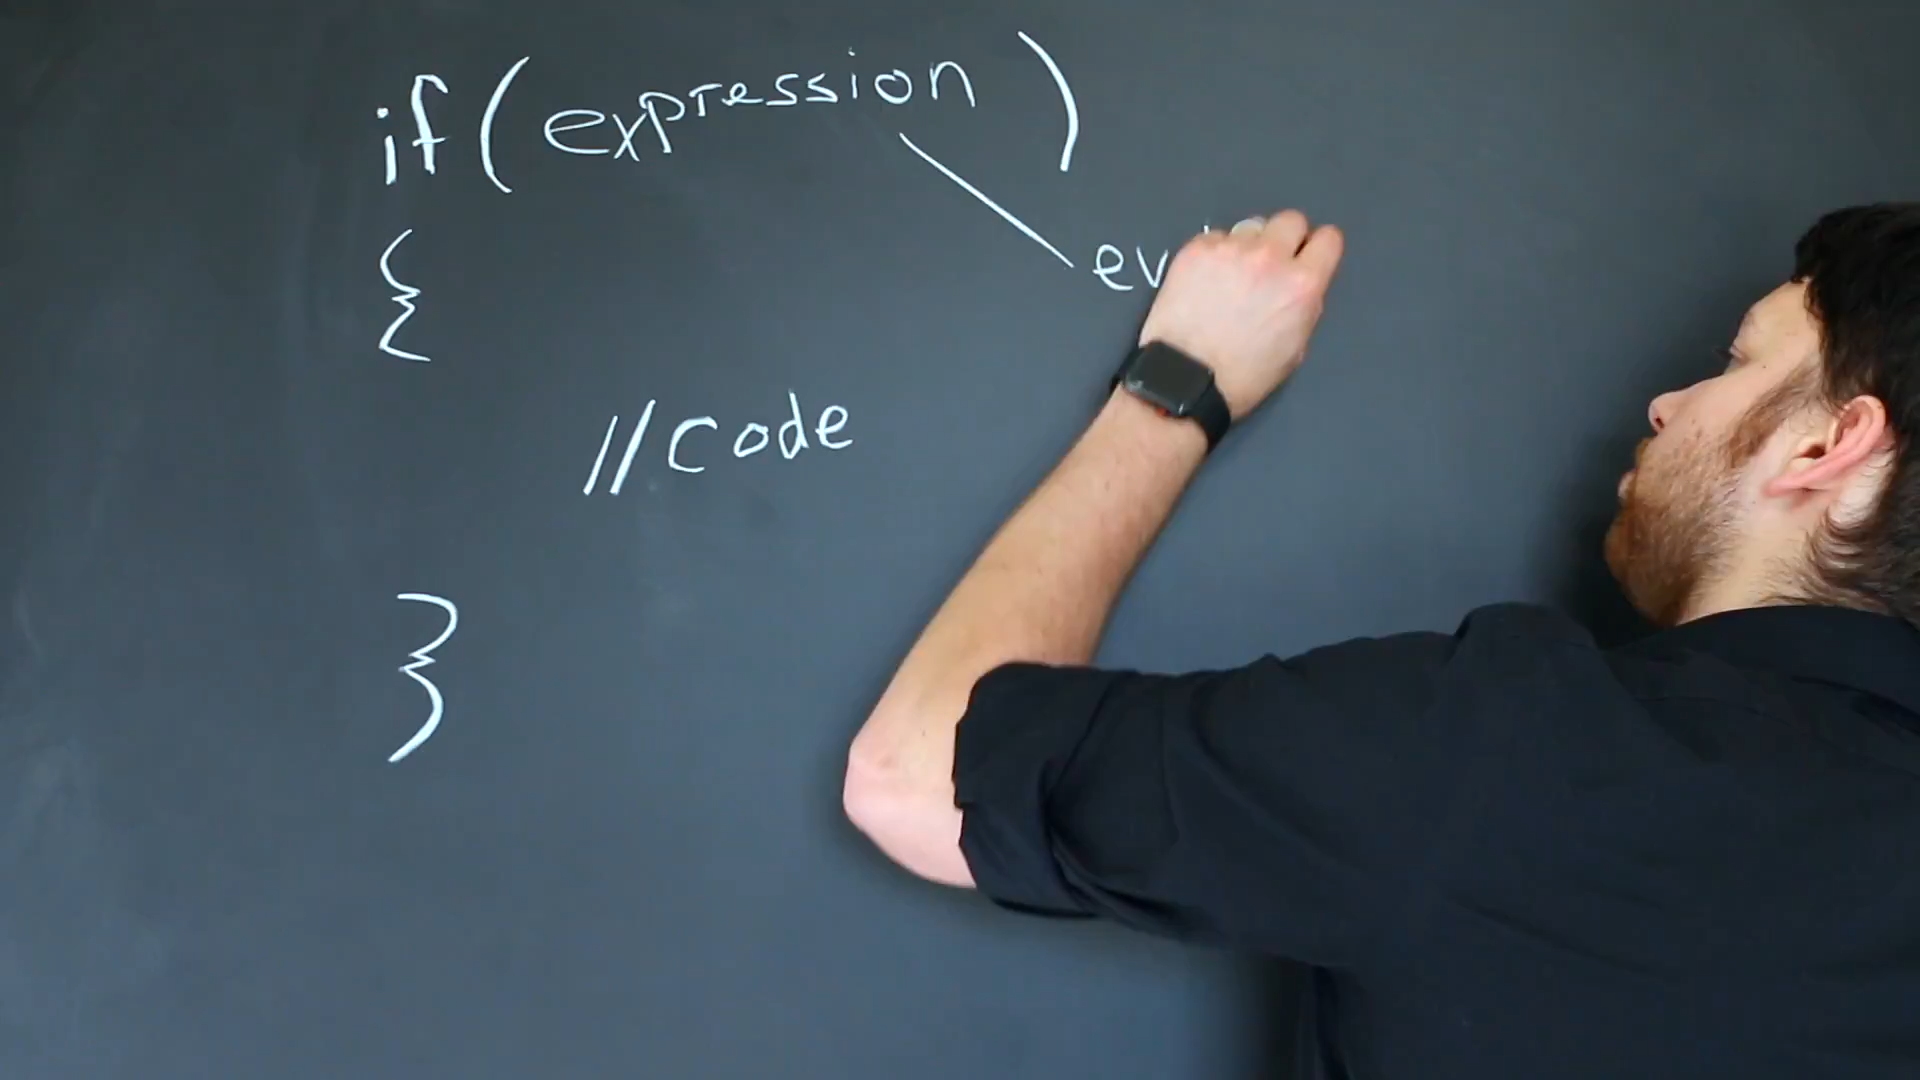 if ( expression )
{
//code
}